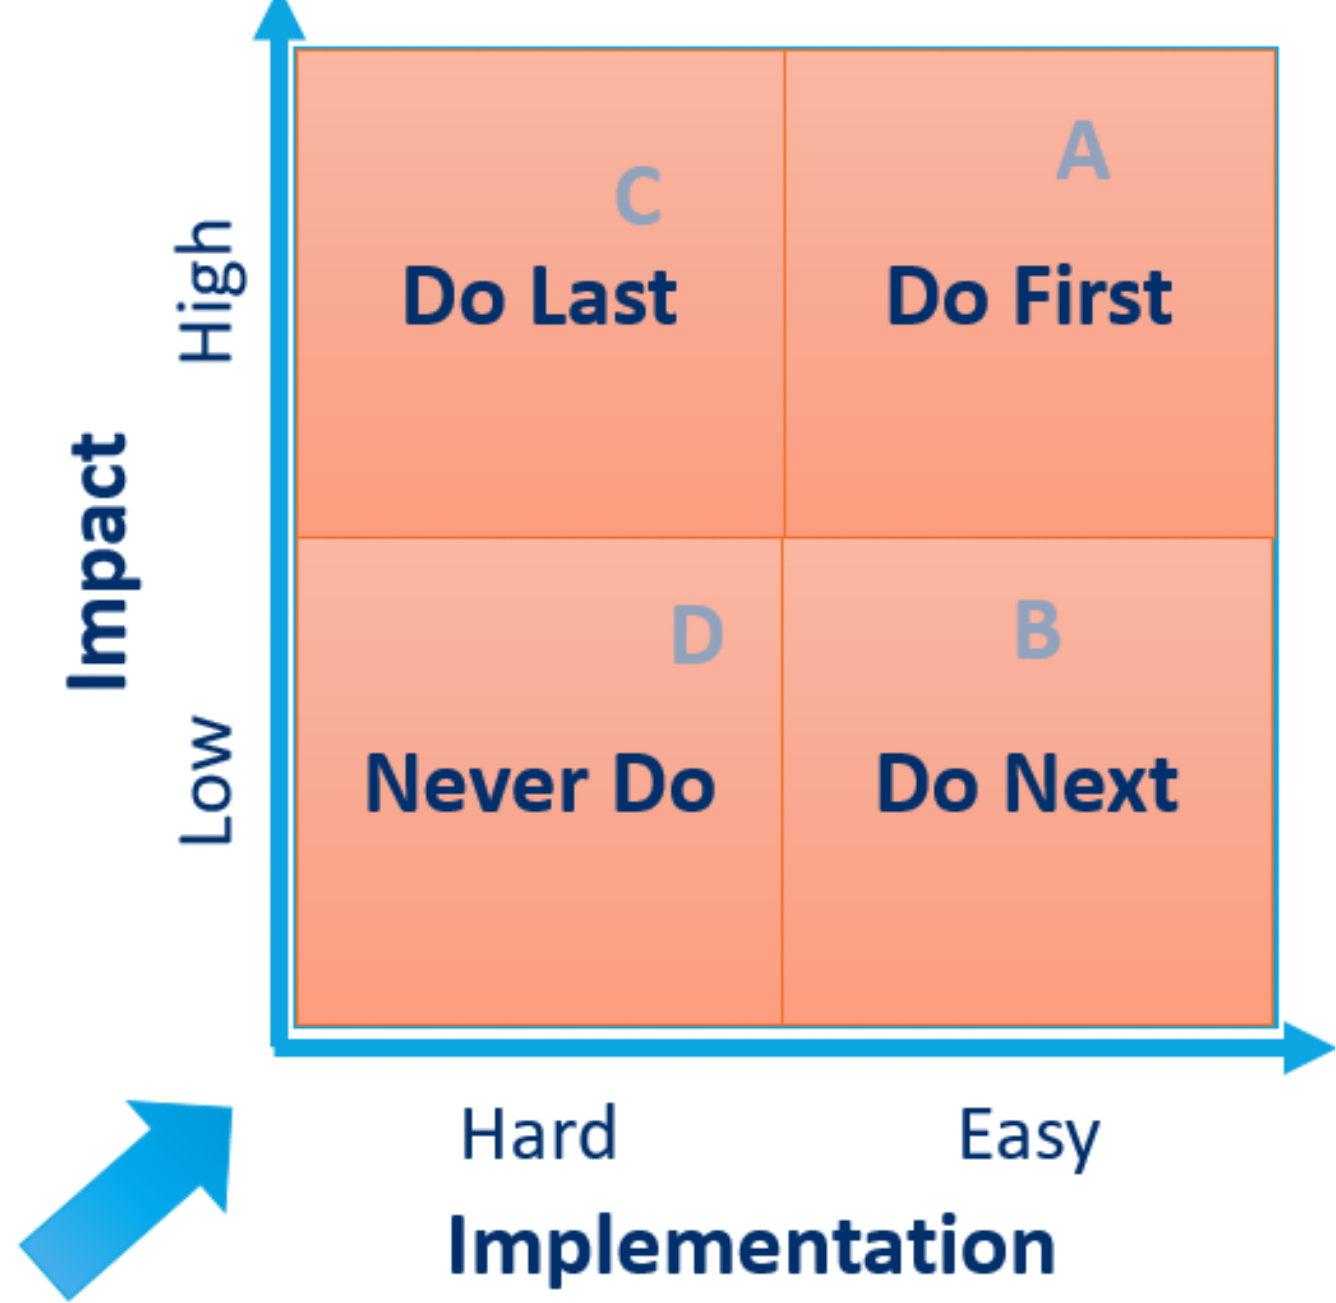 C
A
Do Last
Do First
High
Impact
D
B
Never Do
Do Next
Low
Hard
Easy
Implementation